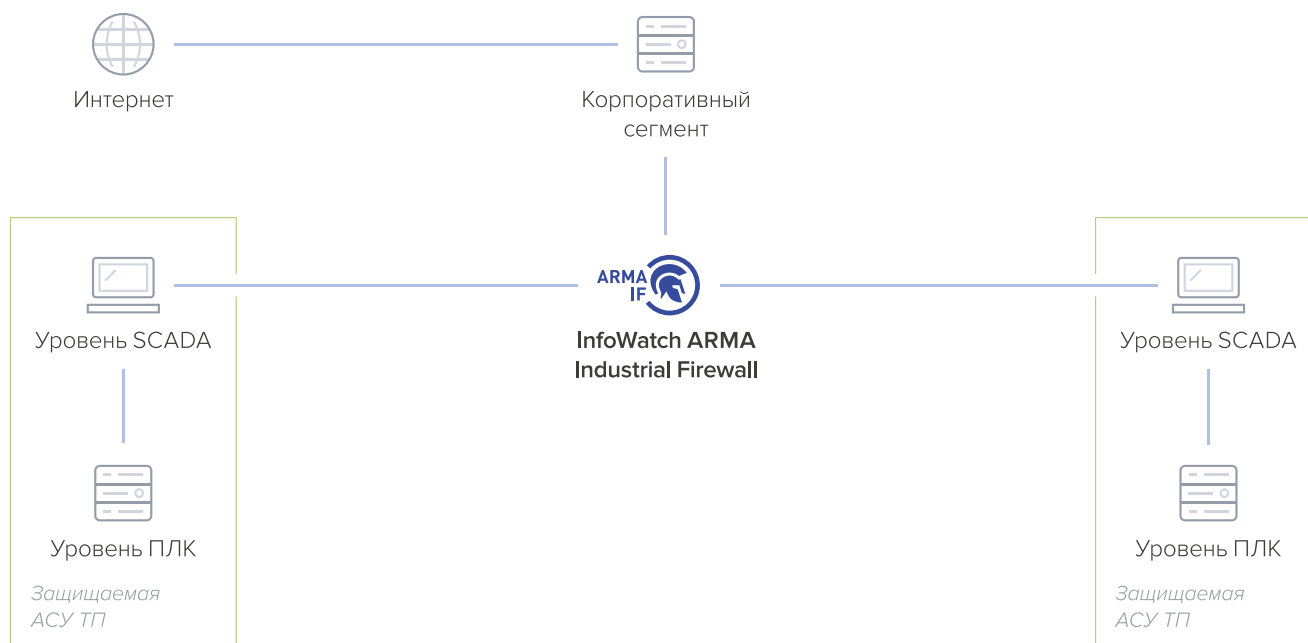 Интернет
Корпоративный
сегмент
ARMA
IF
InfoWatch ARMA
Industrial Firewall
Уровень SCADA
Уровень ПЛК
Защищаемая
АСУ ТП
Уровень SCADA
Уровень ПЛК
Защищаемая
АСУ ТП